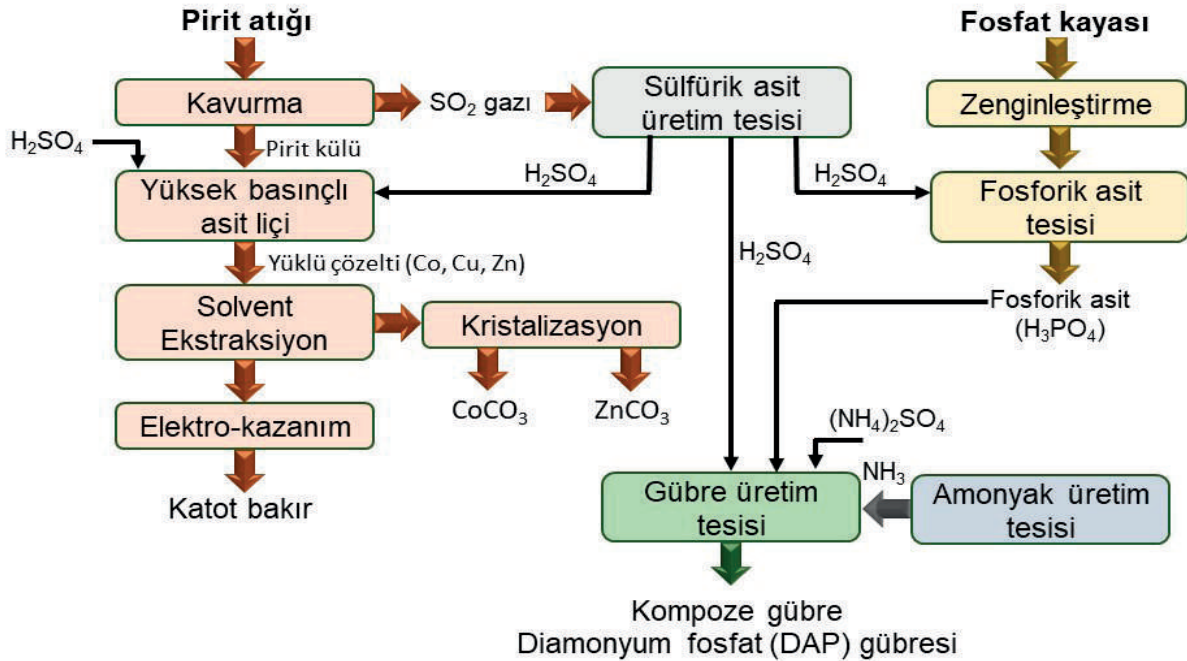 Pirit atığı
Fosfat kayası
Kavurma
SO₂ gazı
Sülfürik asit
üretim tesisi
Zenginleştirme
H₂SO₄
Pirit külü
Yüksek basınçlı
asit liçi
H₂SO₄
H₂SO₄
Fosforik asit
tesisi
Yüklü çözelti (Co, Cu, Zn)
H₂SO₄
Solvent
Ekstraksiyon
Kristalizasyon
Fosforik asit
(H₃PO₄)
CoCO₃
ZnCO₃
Elektro-kazanım
(NH₄)₂SO₄
Katot bakır
Gübre üretim
tesisi
NH₃
Amonyak üretim
tesisi
Kompoze gübre
Diamonyum fosfat (DAP) gübresi